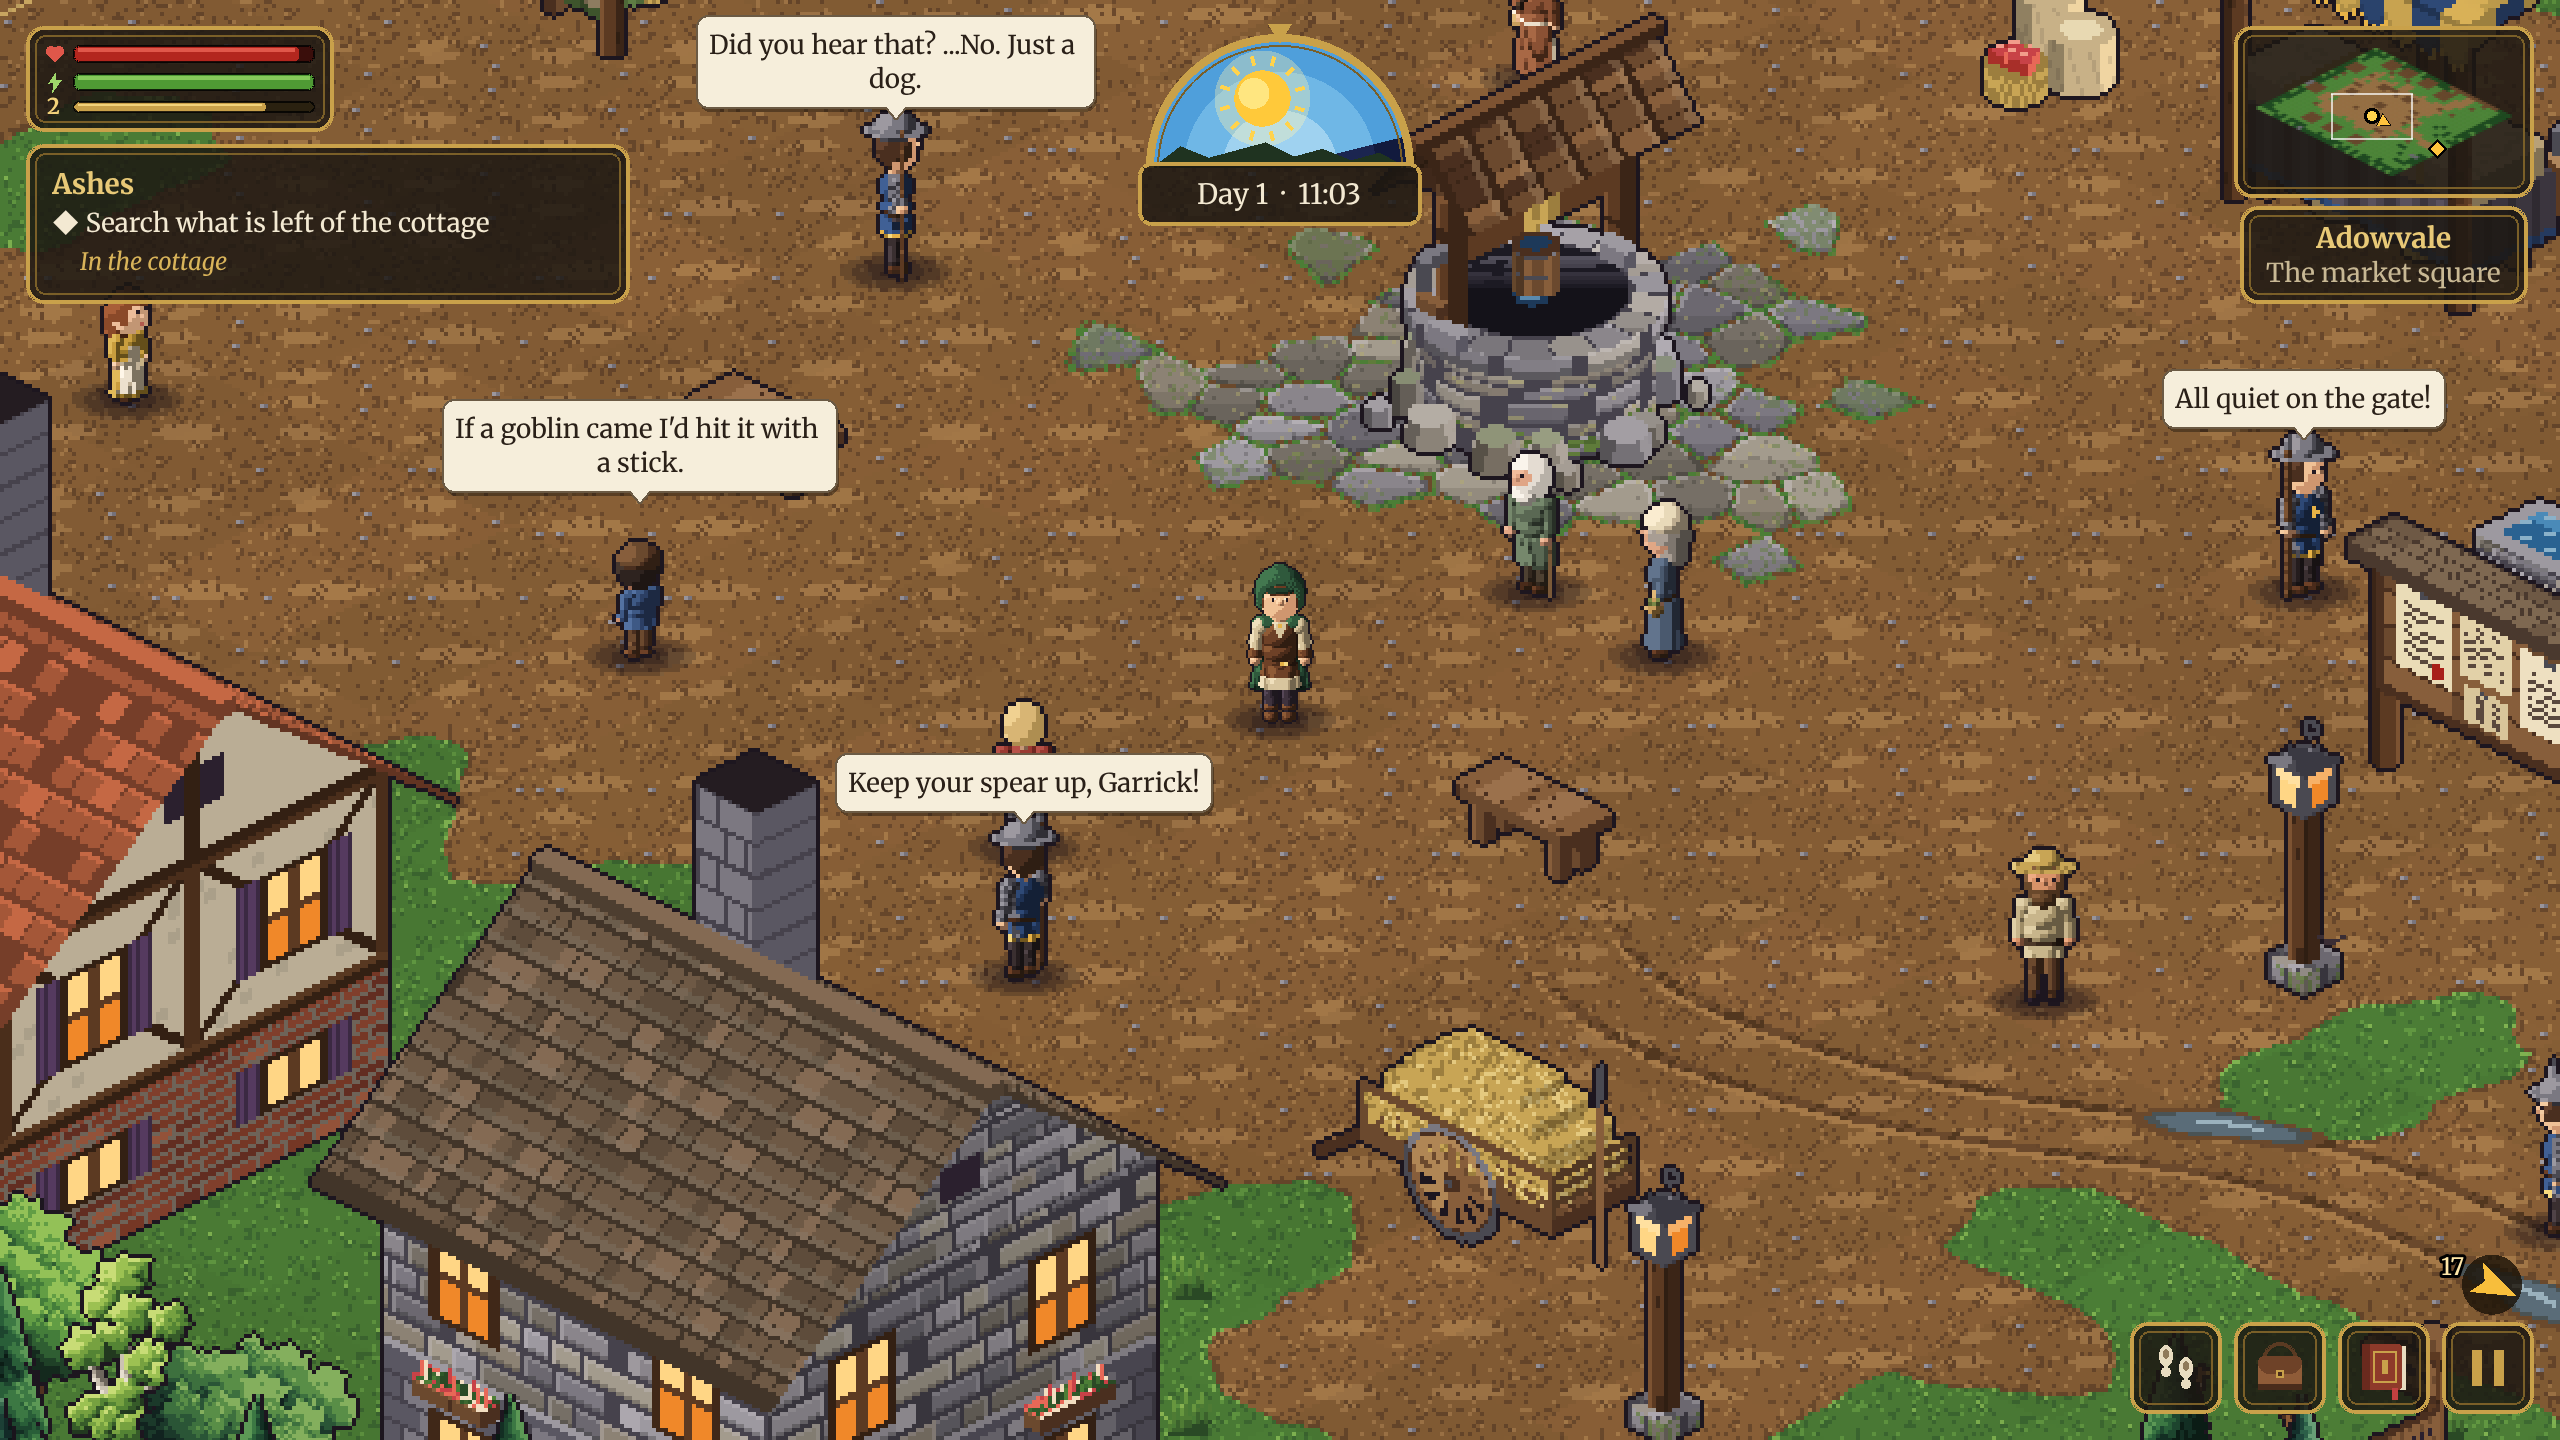 2
Ashes
Search what is left of the cottage
In the cottage
Did you hear that? ...No. Just a
dog.
Day 1 · 11:03
Adowvale
The market square
If a goblin came I'd hit it with
a stick.
All quiet on the gate!
Keep your spear up, Garrick!
17